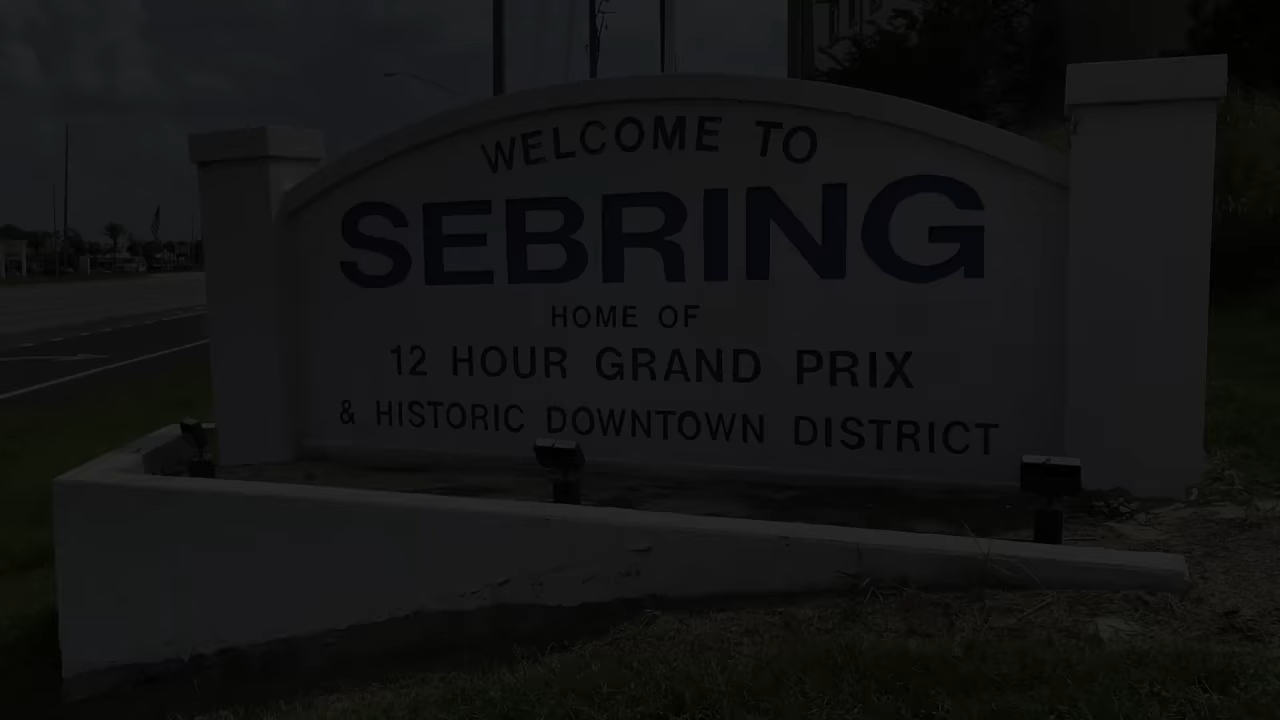 WELCOME TO
SEBRING
HOME OF
12 HOUR GRAND PRIX
& HISTORIC DOWNTOWN DISTRICT